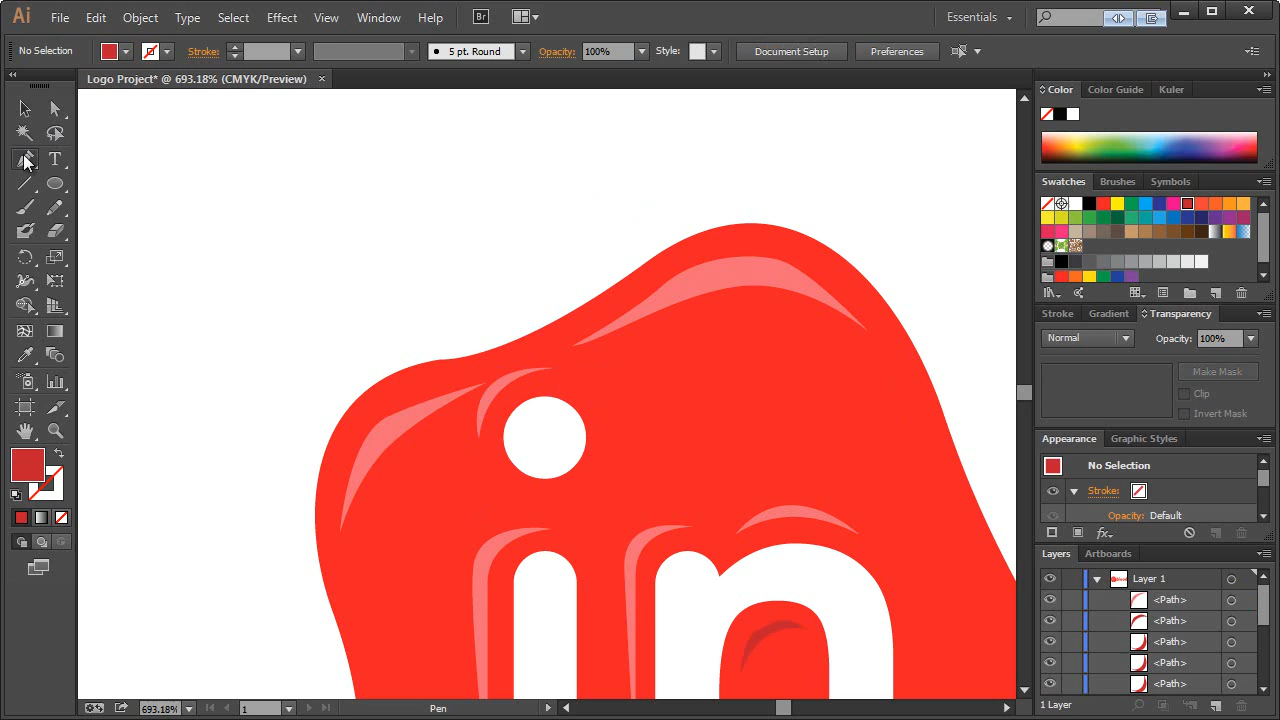 Ai File Edit Object Type Select Effect View Window Help Br Essentials
No Selection Stroke: 5 pt. Round Opacity: 100% Style: Document Setup Preferences
Logo Project* @ 693.18% (CMYK/Preview) ×
Color Color Guide Kuler
T
Swatches Brushes Symbols
Stroke Gradient Transparency
Normal Opacity: 100%
Make Mask
Clip
Invert Mask
Appearance Graphic Styles
No Selection
Stroke:
Opacity: Default
fx
Layers Artboards
Layer 1
<Path>
<Path>
<Path>
<Path>
<Path>
in
693.18% 1 Pen 1 Layer